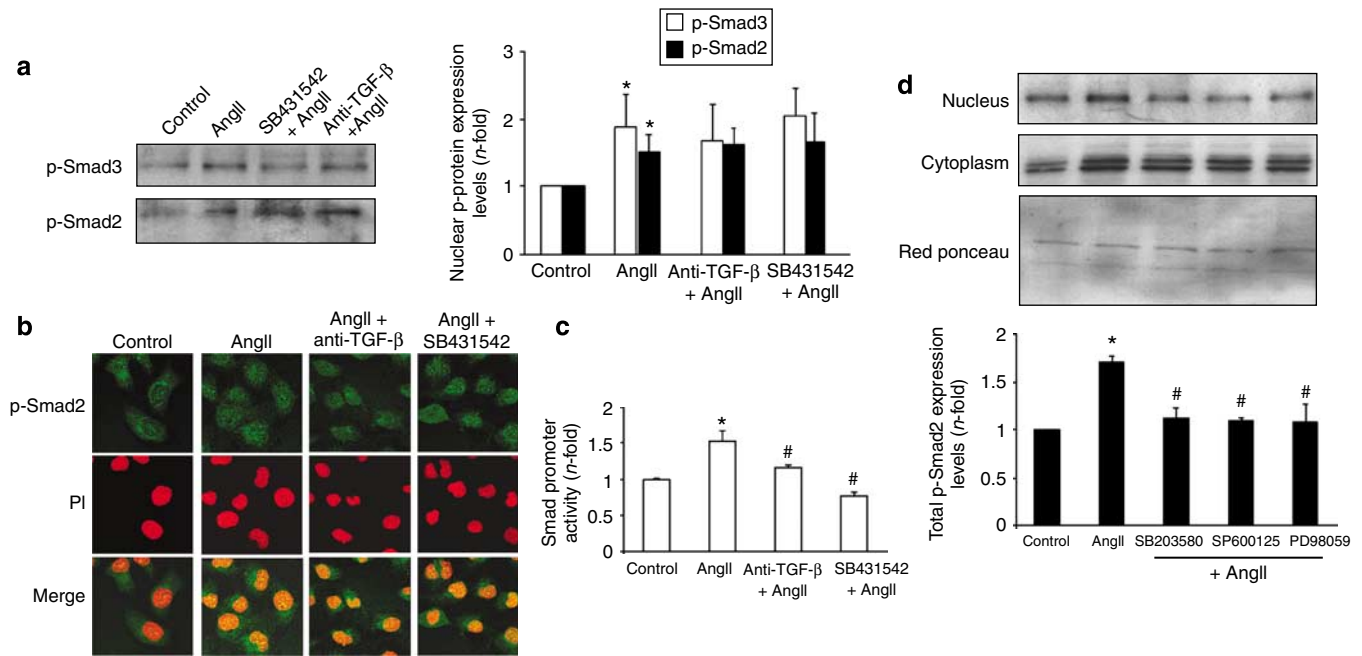 a
Control
AngII
SB431542
+ AngII
Anti-TGF-β
+AngII
p-Smad3
p-Smad2
p-Smad3
p-Smad2
Nuclear p-protein expression
levels (n-fold)
3
2
1
0
*
*
Control
AngII
Anti-TGF-β
+ AngII
SB431542
+ AngII
b
Control
AngII
AngII +
anti-TGF-β
AngII +
SB431542
p-Smad2
PI
Merge
c
Smad promoter
activity (n-fold)
2
1.5
1
0.5
0
*
#
#
Control
AngII
Anti-TGF-β
+ AngII
SB431542
+ AngII
d
Nucleus
Cytoplasm
Red ponceau
Total p-Smad2 expression
levels (n-fold)
2
1.5
1
0.5
0
*
#
#
#
Control
AngII
SB203580
SP600125
PD98059
+ AngII